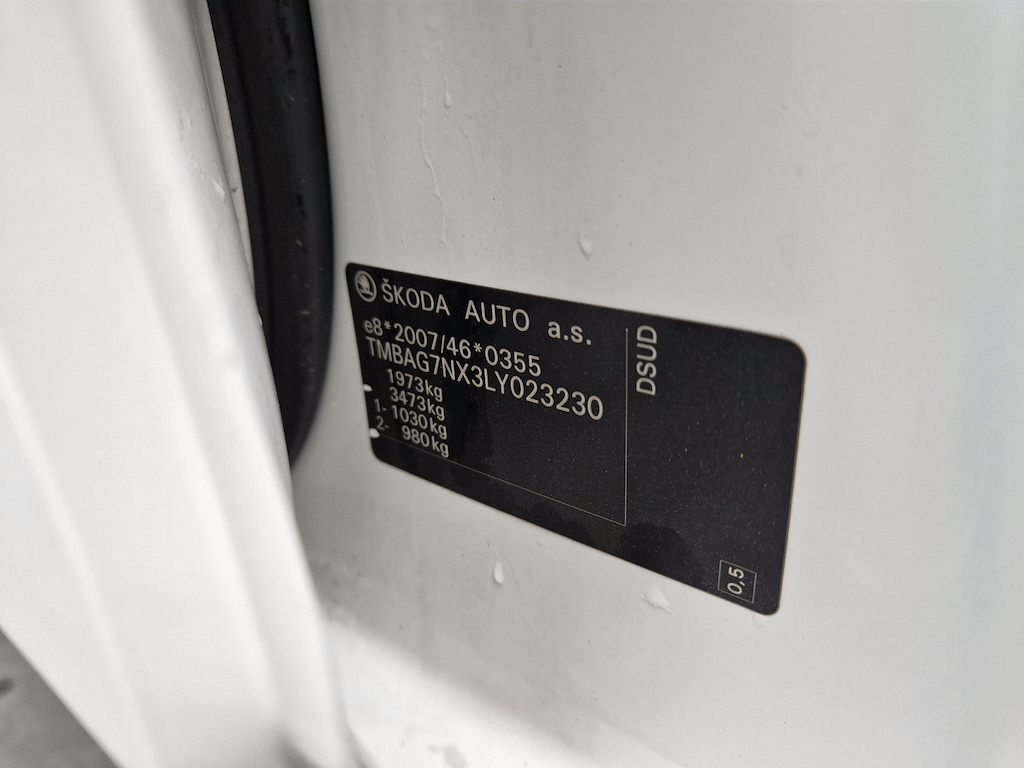 ŠKODA AUTO a.s.
e8*2007/46*0355
TMBAG7NX3LY023230
1973kg
3473kg
1- 1030kg
2- 980kg
DSUD
0,5